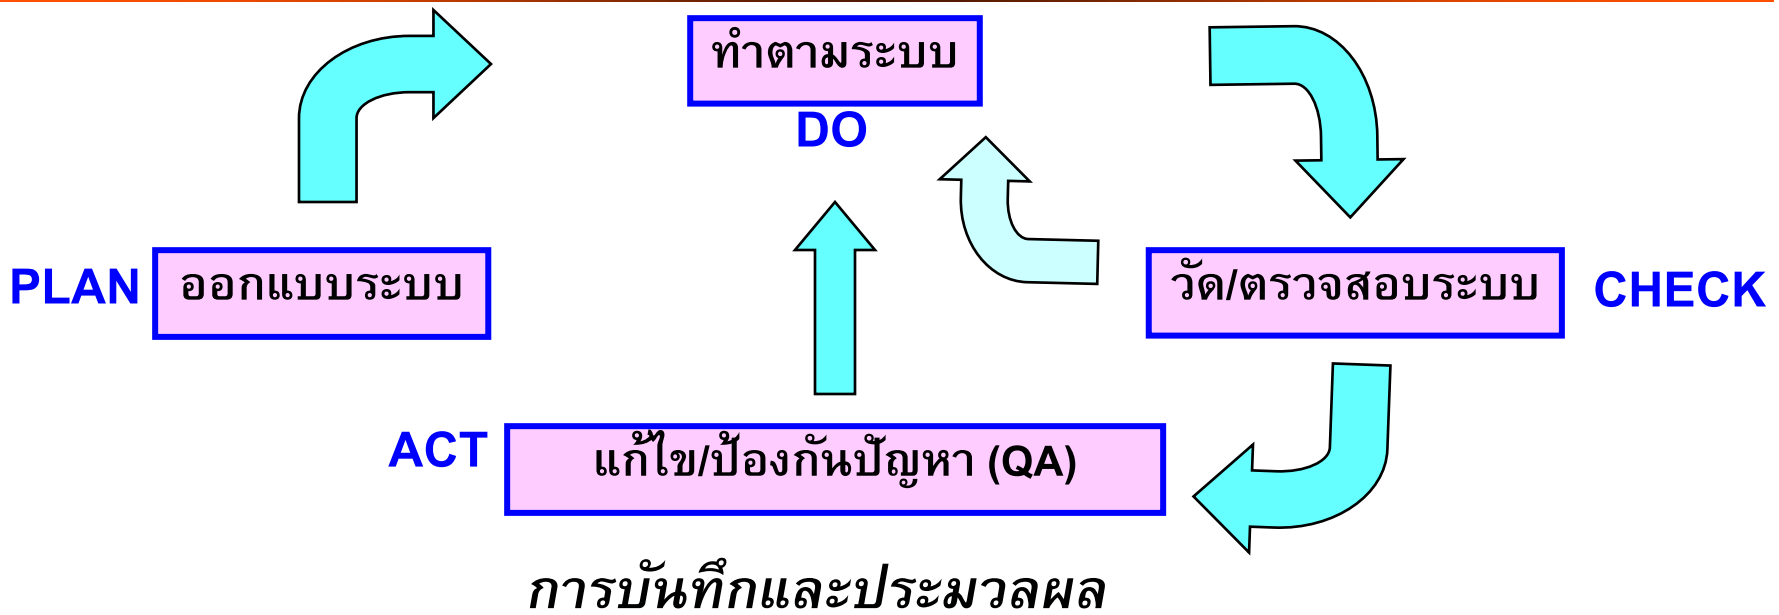 ทำตามระบบ
DO
PLAN
ออกแบบระบบ
วัด/ตรวจสอบระบบ
CHECK
ACT
แก้ไข/ป้องกันปัญหา (QA)
การบันทึกและประมวลผล